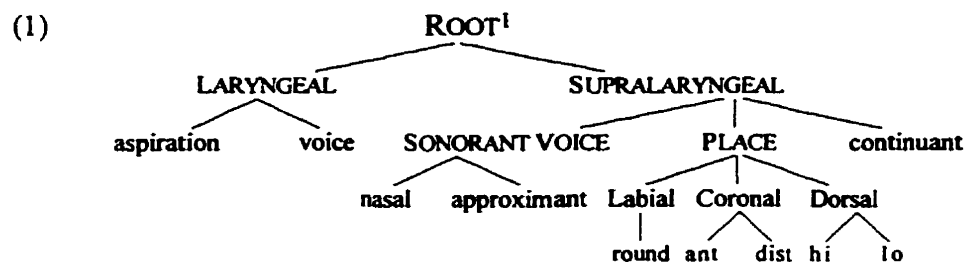 (1) ROOT¹
LARYNGEAL SUPRALARYNGEAL
aspiration voice SONORANT VOICE PLACE continuant
nasal approximant Labial Coronal Dorsal
round ant dist hi lo